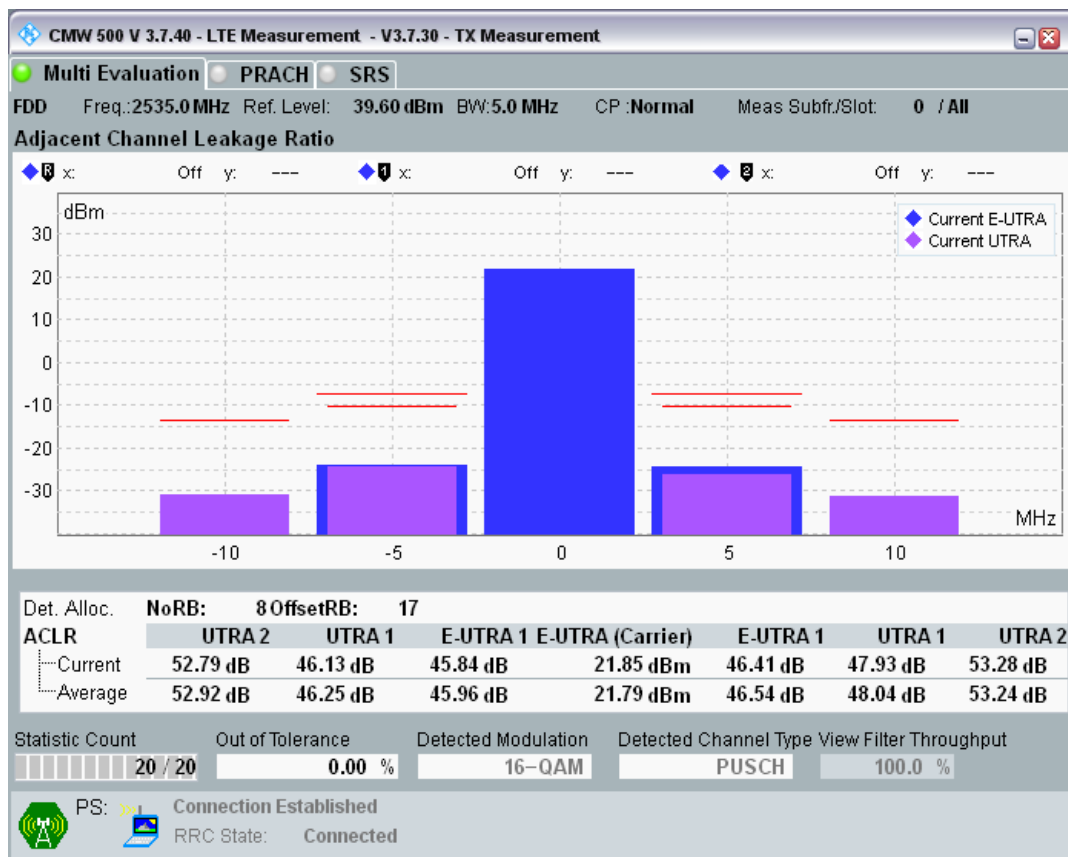 CMW 500 V 3.7.40 - LTE Measurement - V3.7.30 - TX Measurement
Multi Evaluation PRACH SRS
FDD Freq.:2535.0 MHz Ref. Level: 39.60 dBm BW:5.0 MHz CP :Normal Meas Subfr./Slot: 0 / All
Adjacent Channel Leakage Ratio
R x: Off y: --- 1 x: Off y: --- 2 x: Off y: ---
dBm
Current E-UTRA
Current UTRA
30
20
10
0
-10
-20
-30
MHz
-10 -5 0 5 10
Det. Alloc. NoRB: 8 OffsetRB: 17
ACLR UTRA 2 UTRA 1 E-UTRA 1 E-UTRA (Carrier) E-UTRA 1 UTRA 1 UTRA 2
Current 52.79 dB 46.13 dB 45.84 dB 21.85 dBm 46.41 dB 47.93 dB 53.28 dB
Average 52.92 dB 46.25 dB 45.96 dB 21.79 dBm 46.54 dB 48.04 dB 53.24 dB
Statistic Count Out of Tolerance Detected Modulation Detected Channel Type View Filter Throughput
20 / 20 0.00 % 16-QAM PUSCH 100.0 %
PS: Connection Established
RRC State: Connected